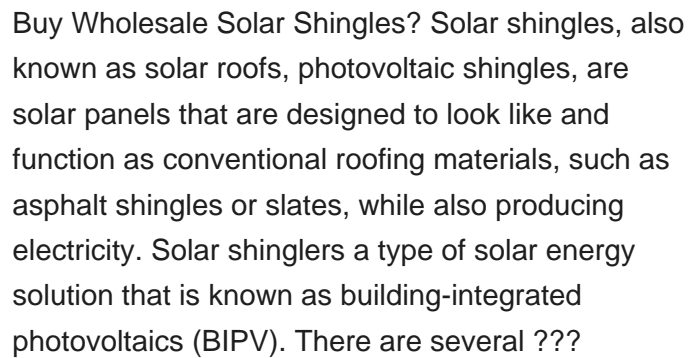 Buy Wholesale Solar Shingles? Solar shingles, also
known as solar roofs, photovoltaic shingles, are
solar panels that are designed to look like and
function as conventional roofing materials, such as
asphalt shingles or slates, while also producing
electricity. Solar shinglers a type of solar energy
solution that is known as building-integrated
photovoltaics (BIPV). There are several ???